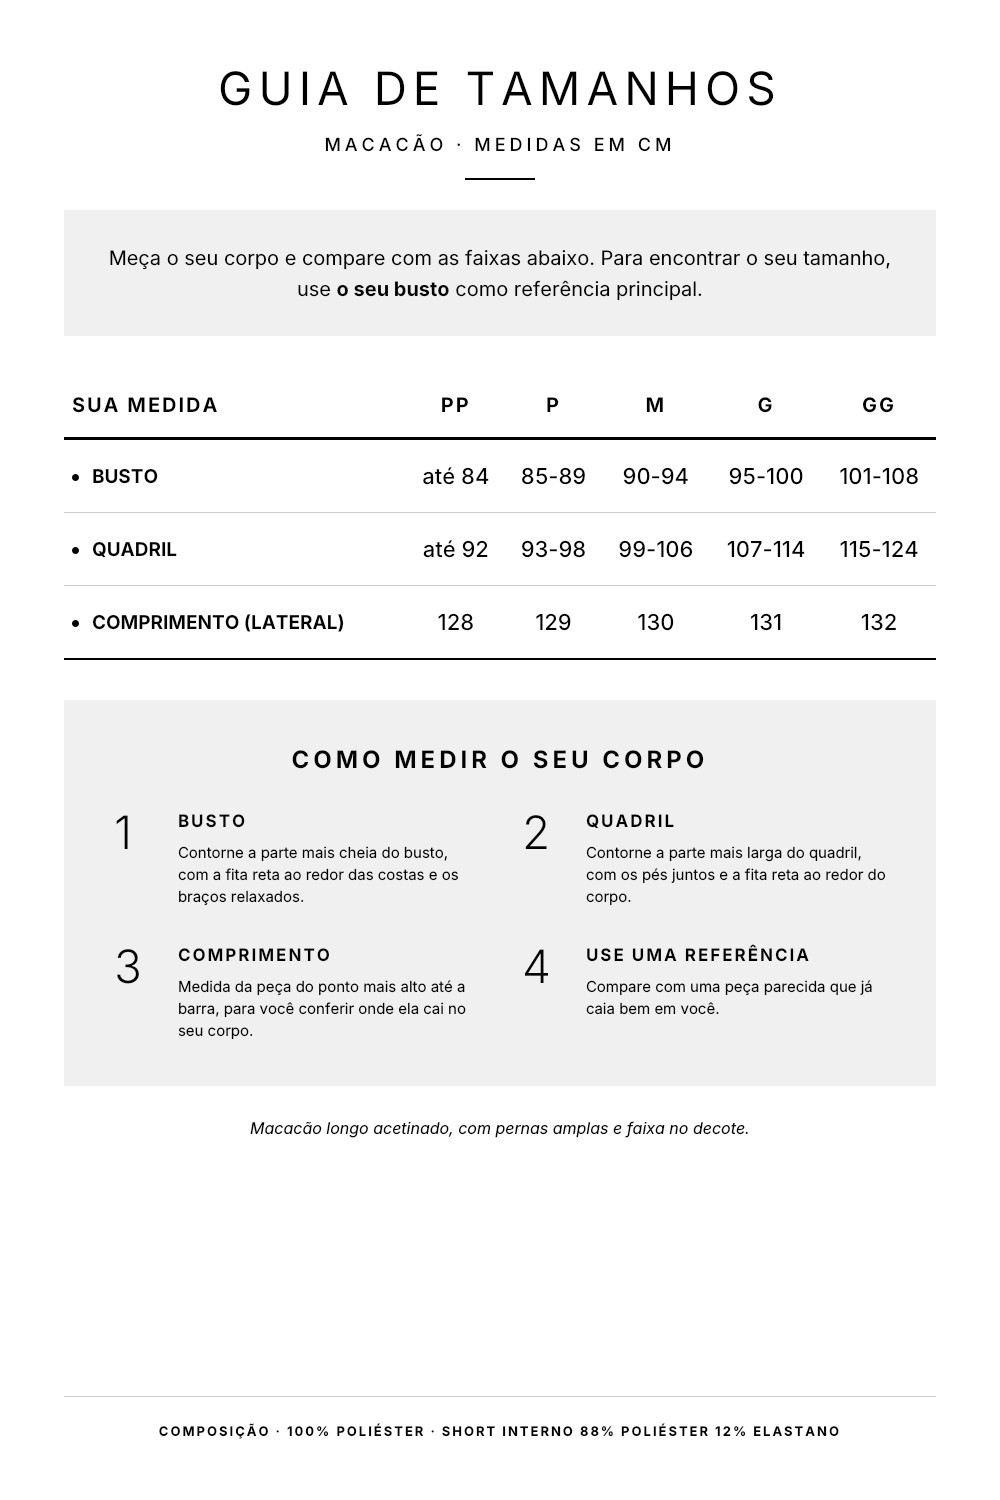 GUIA DE TAMANHOS
MACACÃO · MEDIDAS EM CM
Meça o seu corpo e compare com as faixas abaixo. Para encontrar o seu tamanho,
use o seu busto como referência principal.
SUA MEDIDA PP P M G GG
• BUSTO até 84 85-89 90-94 95-100 101-108
• QUADRIL até 92 93-98 99-106 107-114 115-124
• COMPRIMENTO (LATERAL) 128 129 130 131 132
COMO MEDIR O SEU CORPO
1 BUSTO
Contorne a parte mais cheia do busto,
com a fita reta ao redor das costas e os
braços relaxados.
2 QUADRIL
Contorne a parte mais larga do quadril,
com os pés juntos e a fita reta ao redor do
corpo.
3 COMPRIMENTO
Medida da peça do ponto mais alto até a
barra, para você conferir onde ela cai no
seu corpo.
4 USE UMA REFERÊNCIA
Compare com uma peça parecida que já
caia bem em você.
Macacão longo acetinado, com pernas amplas e faixa no decote.
COMPOSIÇÃO · 100% POLIÉSTER · SHORT INTERNO 88% POLIÉSTER 12% ELASTANO